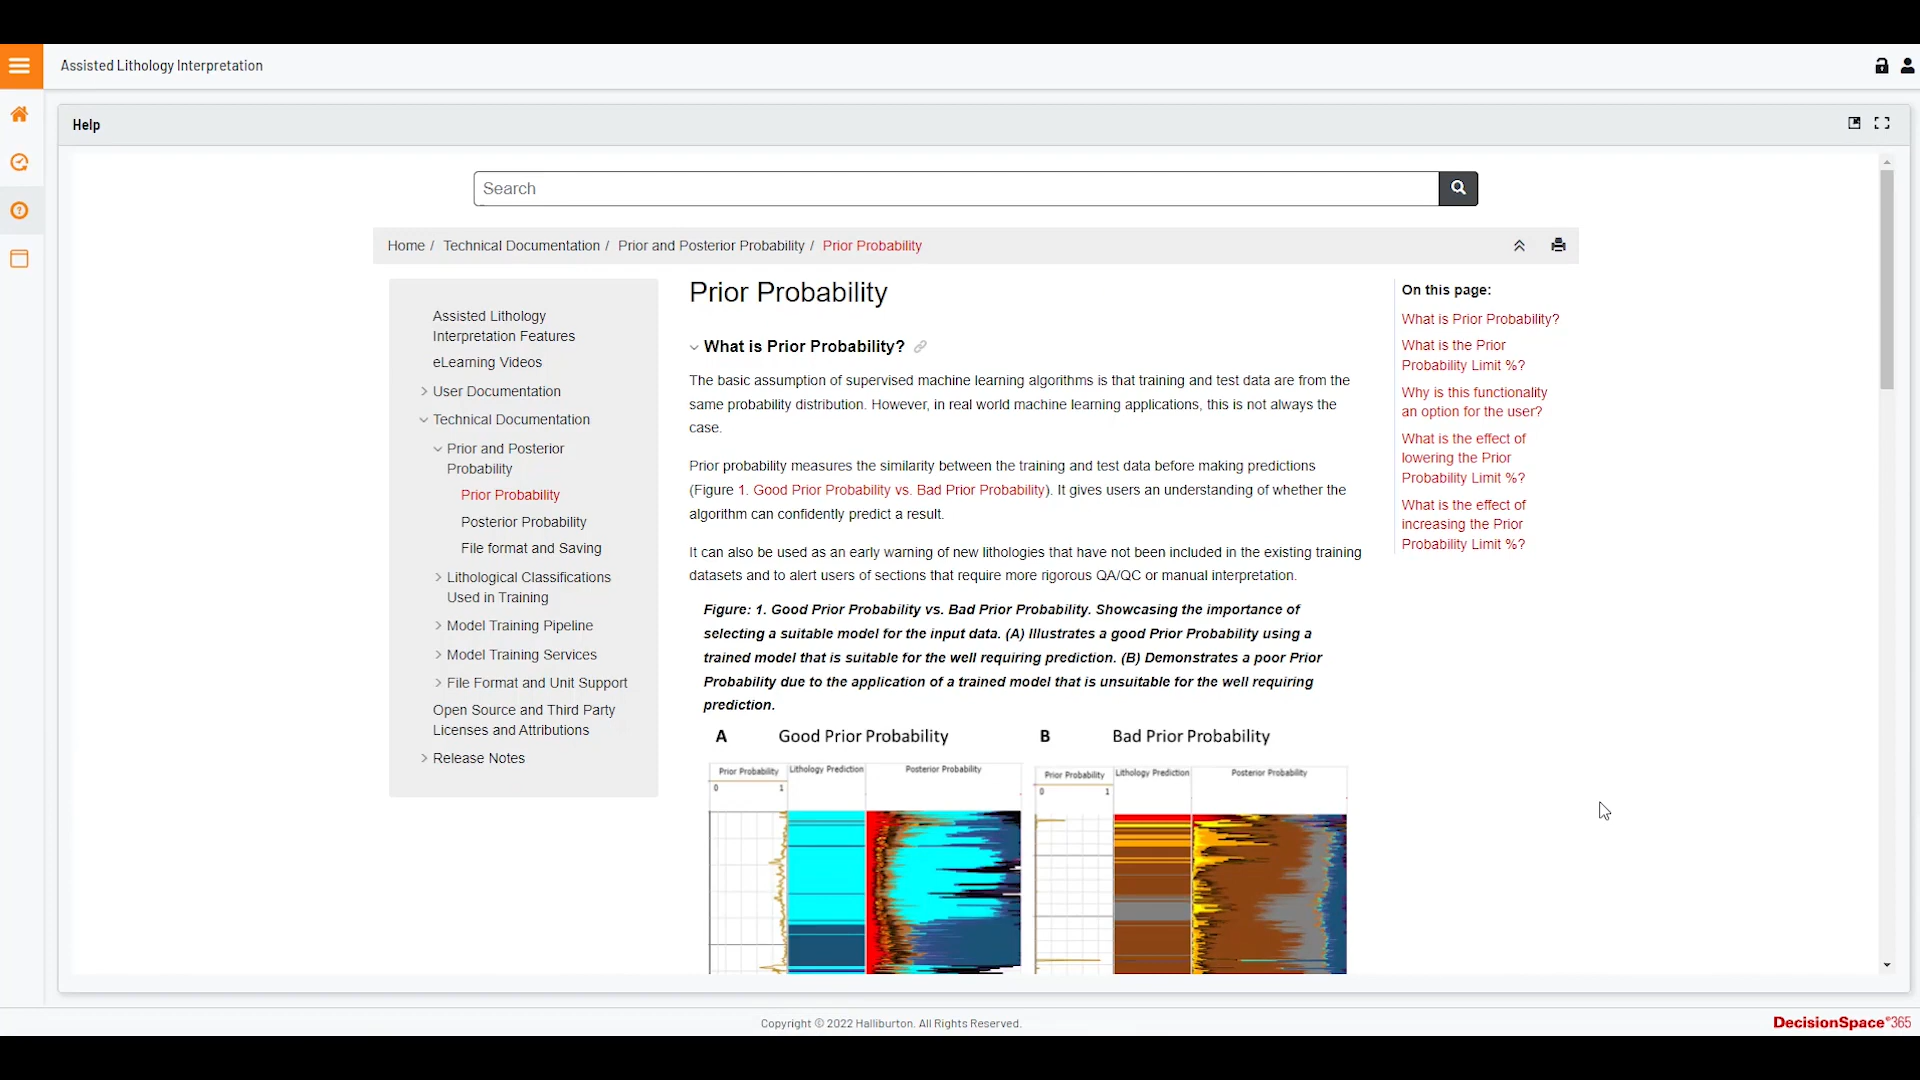 Assisted Lithology Interpretation
Help
Search
Home / Technical Documentation / Prior and Posterior Probability / Prior Probability
Assisted Lithology
Interpretation Features
eLearning Videos
User Documentation
Technical Documentation
Prior and Posterior
Probability
Prior Probability
Posterior Probability
File format and Saving
Lithological Classifications
Used in Training
Model Training Pipeline
Model Training Services
File Format and Unit Support
Open Source and Third Party
Licenses and Attributions
Release Notes
Prior Probability
What is Prior Probability?
The basic assumption of supervised machine learning algorithms is that training and test data are from the
same probability distribution. However, in real world machine learning applications, this is not always the
case.
Prior probability measures the similarity between the training and test data before making predictions
(Figure 1. Good Prior Probability vs. Bad Prior Probability). It gives users an understanding of whether the
algorithm can confidently predict a result.
It can also be used as an early warning of new lithologies that have not been included in the existing training
datasets and to alert users of sections that require more rigorous QA/QC or manual interpretation.
Figure: 1. Good Prior Probability vs. Bad Prior Probability. Showcasing the importance of
selecting a suitable model for the input data. (A) Illustrates a good Prior Probability using a
trained model that is suitable for the well requiring prediction. (B) Demonstrates a poor Prior
Probability due to the application of a trained model that is unsuitable for the well requiring
prediction.
A Good Prior Probability
Prior Probability Lithology Prediction Posterior Probability
0 1
B Bad Prior Probability
Prior Probability Lithology Prediction Posterior Probability
0 1
On this page:
What is Prior Probability?
What is the Prior
Probability Limit %?
Why is this functionality
an option for the user?
What is the effect of
lowering the Prior
Probability Limit %?
What is the effect of
increasing the Prior
Probability Limit %?
Copyright © 2022 Halliburton. All Rights Reserved.
DecisionSpace®365